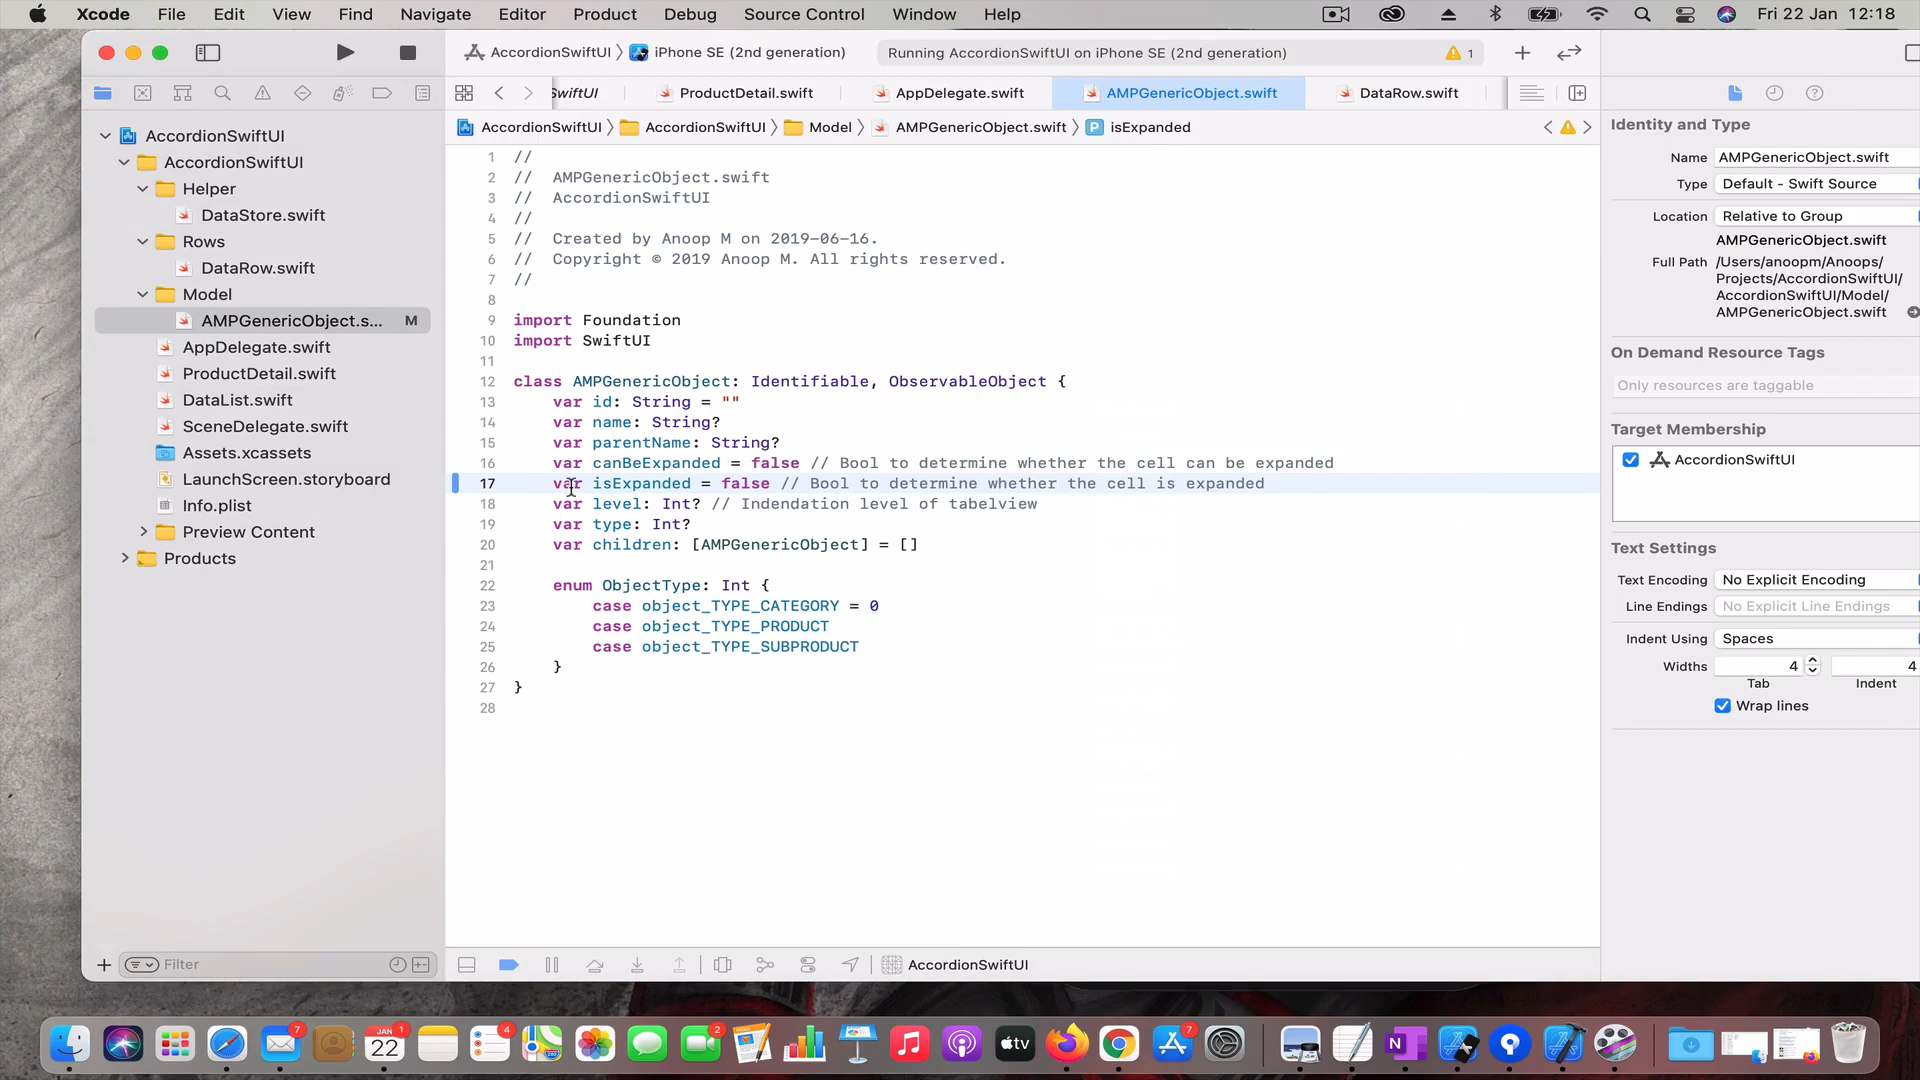 Xcode File Edit View Find Navigate Editor Product Debug Source Control Window Help Fri 22 Jan 12:18
AccordionSwiftUI iPhone SE (2nd generation) Running AccordionSwiftUI on iPhone SE (2nd generation) 1
SwiftUI ProductDetail.swift AppDelegate.swift AMPGenericObject.swift DataRow.swift
AccordionSwiftUI AccordionSwiftUI Model AMPGenericObject.swift P isExpanded
AccordionSwiftUI
AccordionSwiftUI
Helper
DataStore.swift
Rows
DataRow.swift
Model
AMPGenericObject.s... M
AppDelegate.swift
ProductDetail.swift
DataList.swift
SceneDelegate.swift
Assets.xcassets
LaunchScreen.storyboard
Info.plist
Preview Content
Products
Filter
1 //
2 // AMPGenericObject.swift
3 // AccordionSwiftUI
4 //
5 // Created by Anoop M on 2019-06-16.
6 // Copyright © 2019 Anoop M. All rights reserved.
7 //
8
9 import Foundation
10 import SwiftUI
11
12 class AMPGenericObject: Identifiable, ObservableObject {
13 var id: String = ""
14 var name: String?
15 var parentName: String?
16 var canBeExpanded = false // Bool to determine whether the cell can be expanded
17 var isExpanded = false // Bool to determine whether the cell is expanded
18 var level: Int? // Indendation level of tabelview
19 var type: Int?
20 var children: [AMPGenericObject] = []
21
22 enum ObjectType: Int {
23 case object_TYPE_CATEGORY = 0
24 case object_TYPE_PRODUCT
25 case object_TYPE_SUBPRODUCT
26 }
27 }
28
AccordionSwiftUI
Identity and Type
Name AMPGenericObject.swift
Type Default - Swift Source
Location Relative to Group
AMPGenericObject.swift
Full Path /Users/anoopm/Anoops/
Projects/AccordionSwiftUI/
AccordionSwiftUI/Model/
AMPGenericObject.swift
On Demand Resource Tags
Only resources are taggable
Target Membership
AccordionSwiftUI
Text Settings
Text Encoding No Explicit Encoding
Line Endings No Explicit Line Endings
Indent Using Spaces
Widths 4 4
Tab Indent
Wrap lines
7 JAN 1 22 4 2 tv 7 N